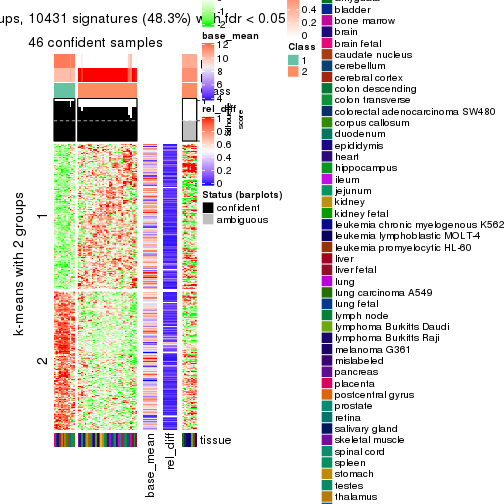 ups, 10431 signatures (48.3%) with fdr < 0.05
46 confident samples
k-means with 2 groups
1
2
base_mean
rel_diff
tissue
-2
base_mean
12
10
8
6
4
rel_diff
1
0.8
0.6
0.4
0.2
0
Silhouette
score
Status (barplots)
confident
ambiguous
0.4
0.2
0
Class
1
2
bladder
bone marrow
brain
brain fetal
caudate nucleus
cerebellum
cerebral cortex
colon descending
colon transverse
colorectal adenocarcinoma SW480
corpus callosum
duodenum
epididymis
heart
hippocampus
ileum
jejunum
kidney
kidney fetal
leukemia chronic myelogenous K562
leukemia lymphoblastic MOLT-4
leukemia promyelocytic HL-60
liver
liver fetal
lung
lung carcinoma A549
lung fetal
lymph node
lymphoma Burkitts Daudi
lymphoma Burkitts Raji
melanoma G361
mislabeled
pancreas
placenta
postcentral gyrus
prostate
retina
salivary gland
skeletal muscle
spinal cord
spleen
stomach
testes
thalamus